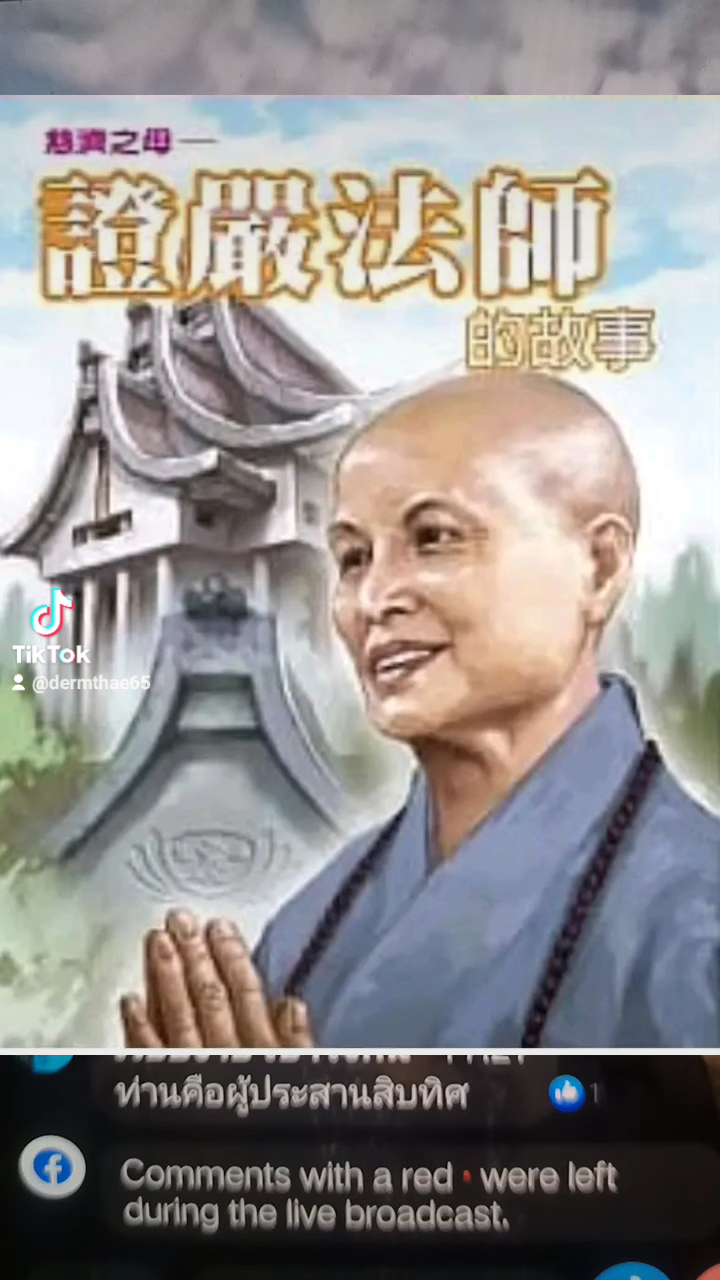 慈濟之母—
證嚴法師
的故事
TikTok
@dermthae65
ท่านคือผู้ประสานสิบทิศ
1
Comments with a red • were left
during the live broadcast.